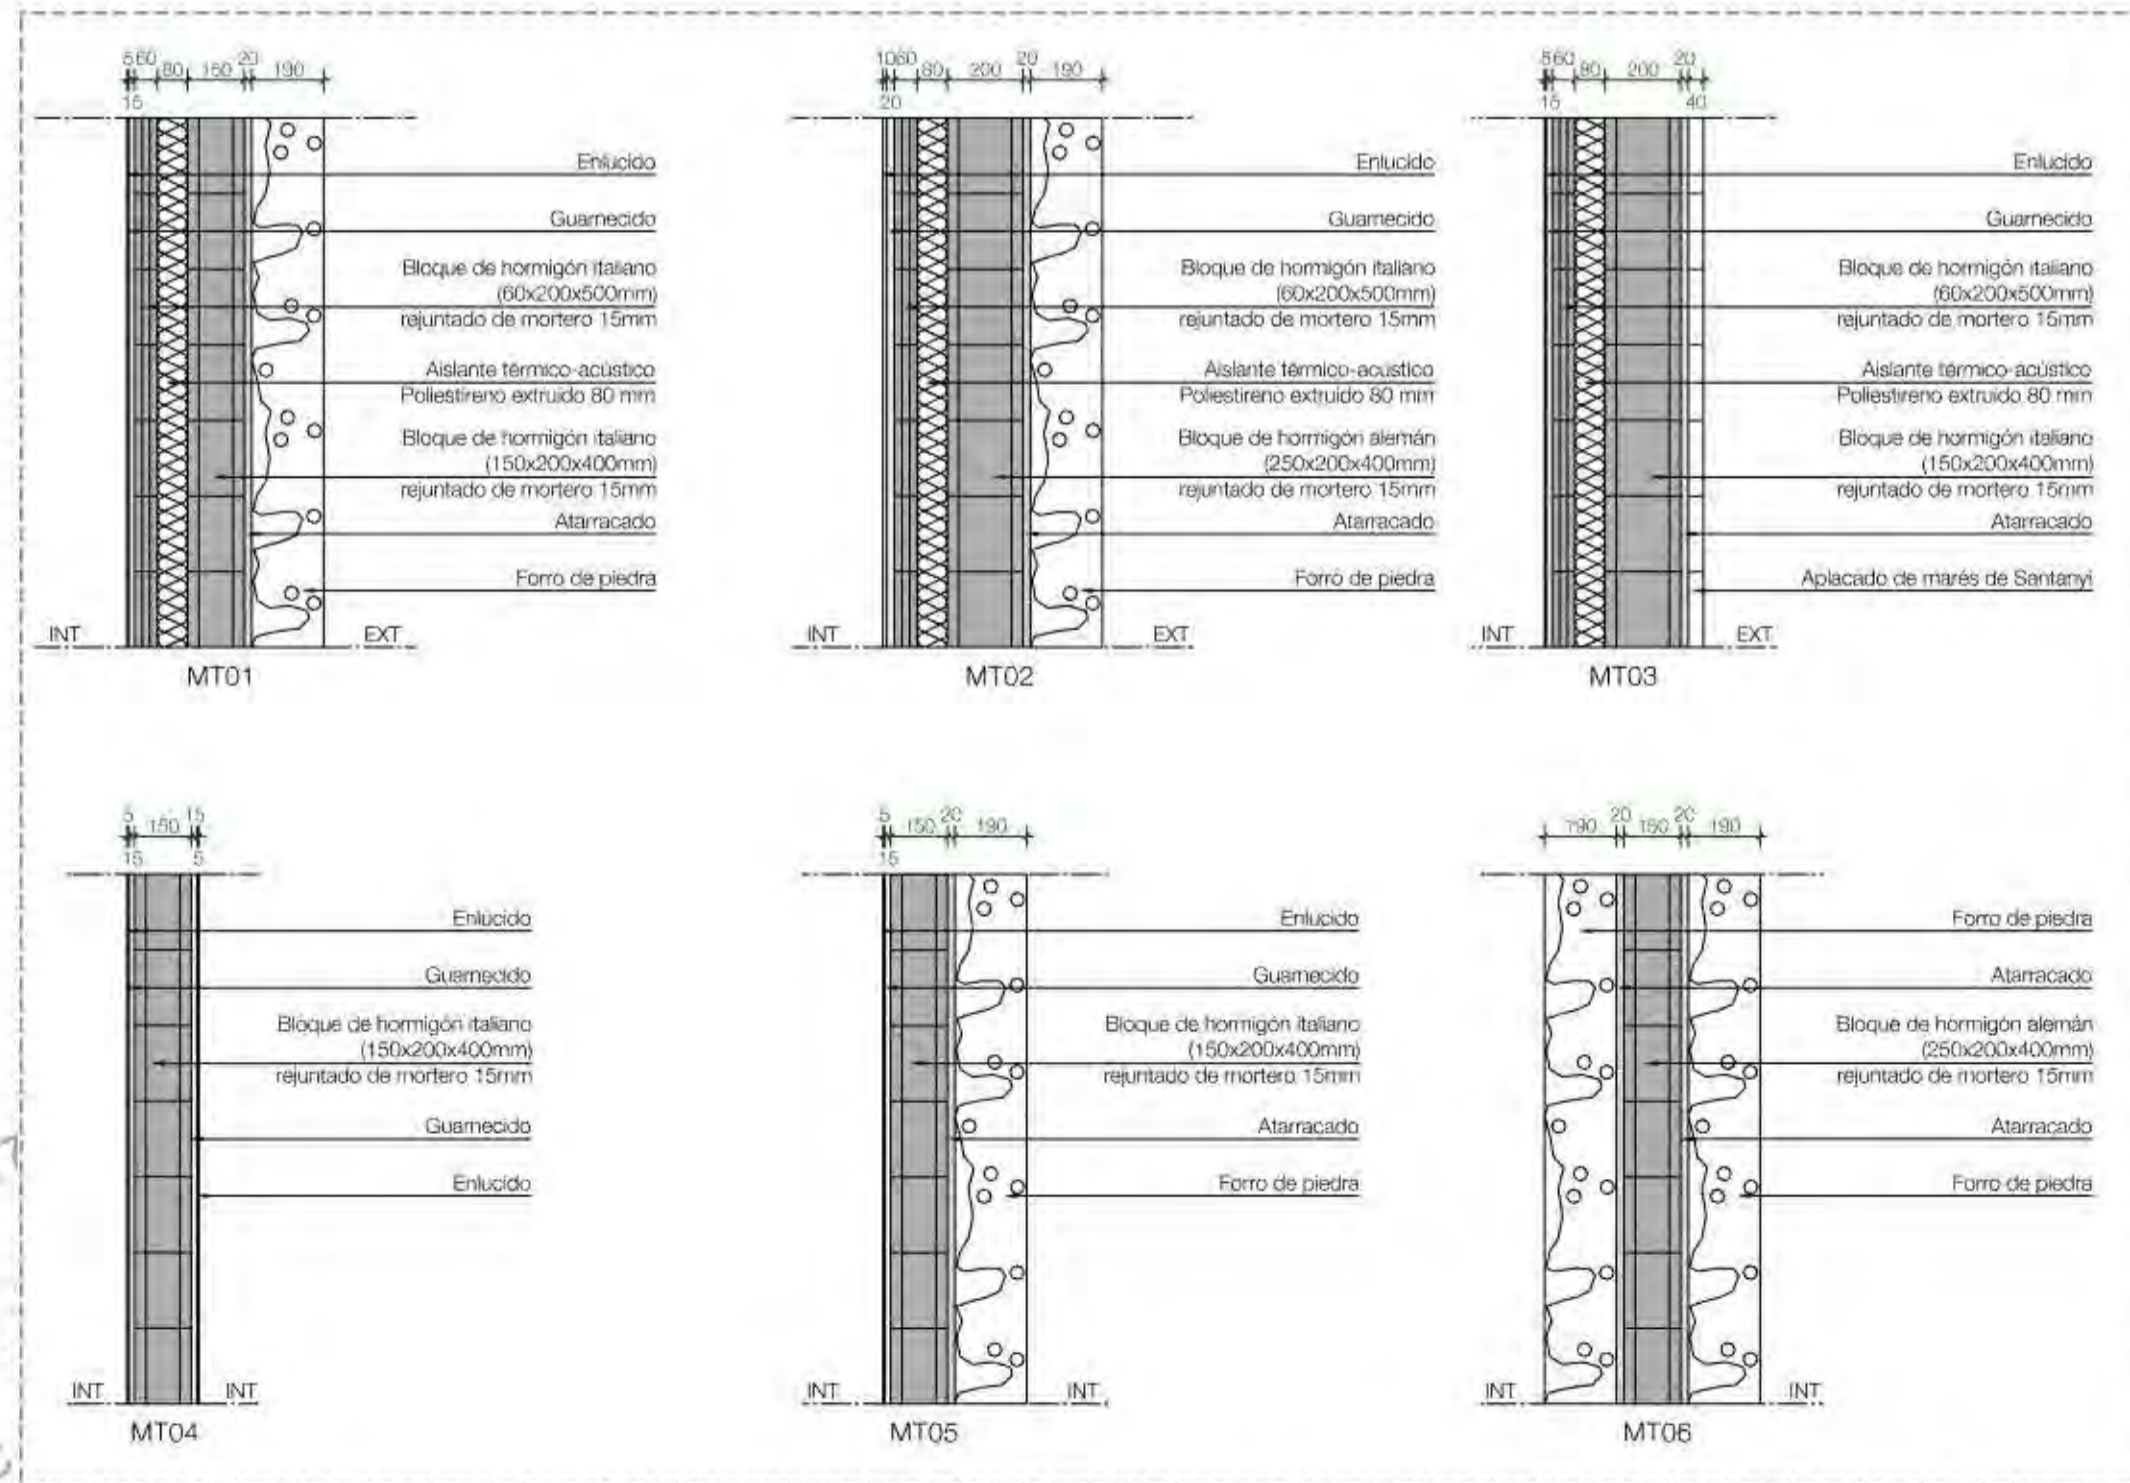 5 60 80 150 20 190
15
Enlucido
Guarnecido
Bloque de hormigón italiano
(60x200x500mm)
rejuntado de mortero 15mm
Aislante térmico-acústico
Poliestireno extruido 80 mm
Bloque de hormigón italiano
(150x200x400mm)
rejuntado de mortero 15mm
Atarracado
Forro de piedra
INT EXT
MT01
10 60 80 200 20 190
20
Enlucido
Guarnecido
Bloque de hormigón italiano
(60x200x500mm)
rejuntado de mortero 15mm
Aislante térmico-acústico
Poliestireno extruido 80 mm
Bloque de hormigón alemán
(250x200x400mm)
rejuntado de mortero 15mm
Atarracado
Forro de piedra
INT EXT
MT02
5 60 80 200 20
15 40
Enlucido
Guarnecido
Bloque de hormigón italiano
(60x200x500mm)
rejuntado de mortero 15mm
Aislante térmico-acústico
Poliestireno extruido 80 mm
Bloque de hormigón italiano
(150x200x400mm)
rejuntado de mortero 15mm
Atarracado
Aplacado de marés de Santanyi
INT EXT
MT03
5 150 15
15 5
Enlucido
Guarnecido
Bloque de hormigón italiano
(150x200x400mm)
rejuntado de mortero 15mm
Guarnecido
Enlucido
INT INT
MT04
5 150 20 190
15
Enlucido
Guarnecido
Bloque de hormigón italiano
(150x200x400mm)
rejuntado de mortero 15mm
Atarracado
Forro de piedra
INT INT
MT05
190 20 150 20 190
Forro de piedra
Atarracado
Bloque de hormigón alemán
(250x200x400mm)
rejuntado de mortero 15mm
Atarracado
Forro de piedra
INT INT
MT06